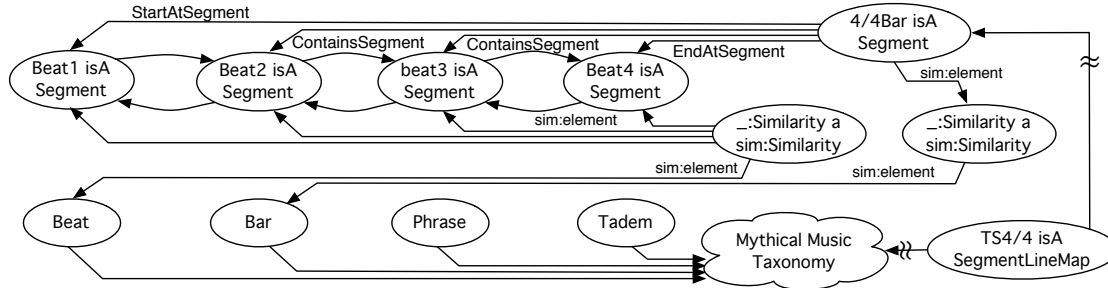 StartAtSegment
4/4Bar isA
Segment
ContainsSegment
ContainsSegment
EndAtSegment
Beat1 isA
Segment
Beat2 isA
Segment
beat3 isA
Segment
Beat4 isA
Segment
sim:element
sim:element
_:Similarity a
sim:Similarity
_:Similarity a
sim:Similarity
sim:element
sim:element
Beat
Bar
Phrase
Tadem
Mythical Music
Taxonomy
TS4/4 isA
SegmentLineMap